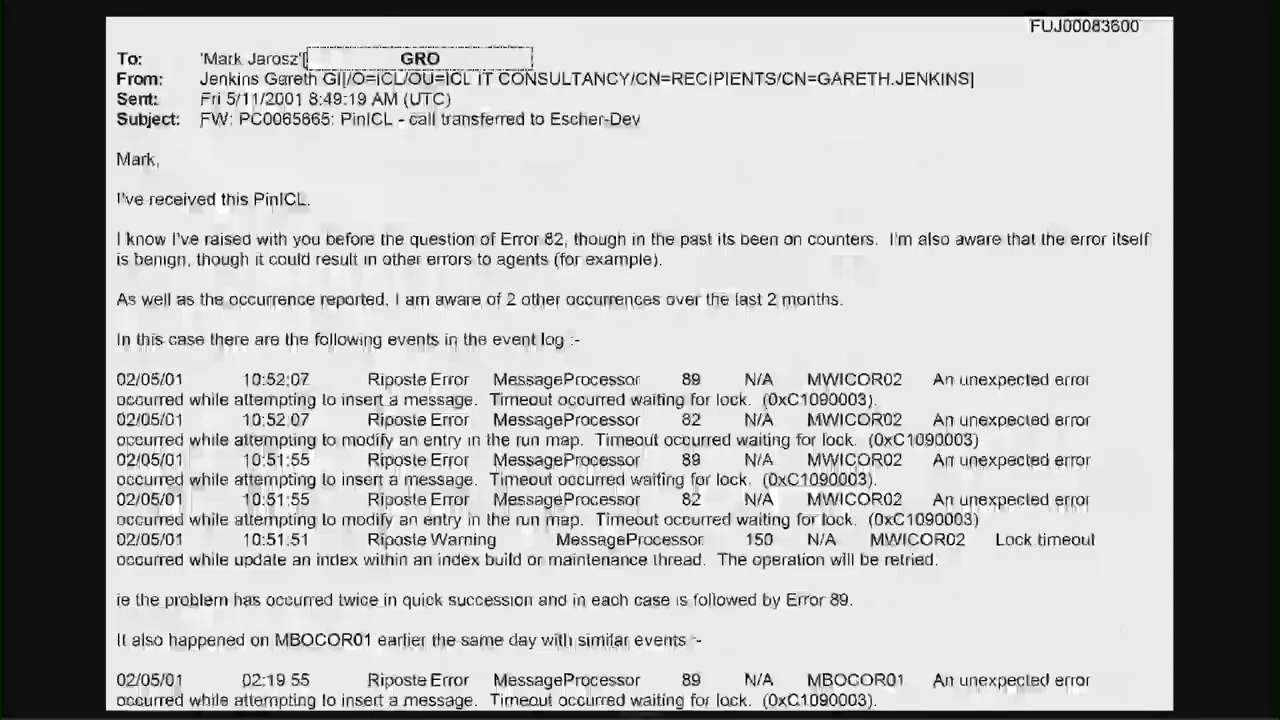 FUJ00083600
To: 'Mark Jarosz'[ GRO
From: Jenkins Gareth GI[/O=ICL/OU=ICL IT CONSULTANCY/CN=RECIPIENTS/CN=GARETH.JENKINS]
Sent: Fri 5/11/2001 8:49:19 AM (UTC)
Subject: FW: PC0065665: PinICL - call transferred to Escher-Dev
Mark,
I've received this PinICL.
I know I've raised with you before the question of Error 82, though in the past its been on counters. I'm also aware that the error itself
is benign, though it could result in other errors to agents (for example).
As well as the occurrence reported, I am aware of 2 other occurrences over the last 2 months.
In this case there are the following events in the event log :-
02/05/01 10:52:07 Riposte Error MessageProcessor 89 N/A MWICOR02 An unexpected error
occurred while attempting to insert a message. Timeout occurred waiting for lock. (0xC1090003).
02/05/01 10:52:07 Riposte Error MessageProcessor 82 N/A MWICOR02 An unexpected error
occurred while attempting to modify an entry in the run map. Timeout occurred waiting for lock. (0xC1090003)
02/05/01 10:51:55 Riposte Error MessageProcessor 89 N/A MWICOR02 An unexpected error
occurred while attempting to insert a message. Timeout occurred waiting for lock. (0xC1090003).
02/05/01 10:51:55 Riposte Error MessageProcessor 82 N/A MWICOR02 An unexpected error
occurred while attempting to modify an entry in the run map. Timeout occurred waiting for lock. (0xC1090003)
02/05/01 10:51:51 Riposte Warning MessageProcessor 150 N/A MWICOR02 Lock timeout
occurred while update an index within an index build or maintenance thread. The operation will be retried.
ie the problem has occurred twice in quick succession and in each case is followed by Error 89.
It also happened on MBOCOR01 earlier the same day with similar events :-
02/05/01 02:19:55 Riposte Error MessageProcessor 89 N/A MBOCOR01 An unexpected error
occurred while attempting to insert a message. Timeout occurred waiting for lock. (0xC1090003).